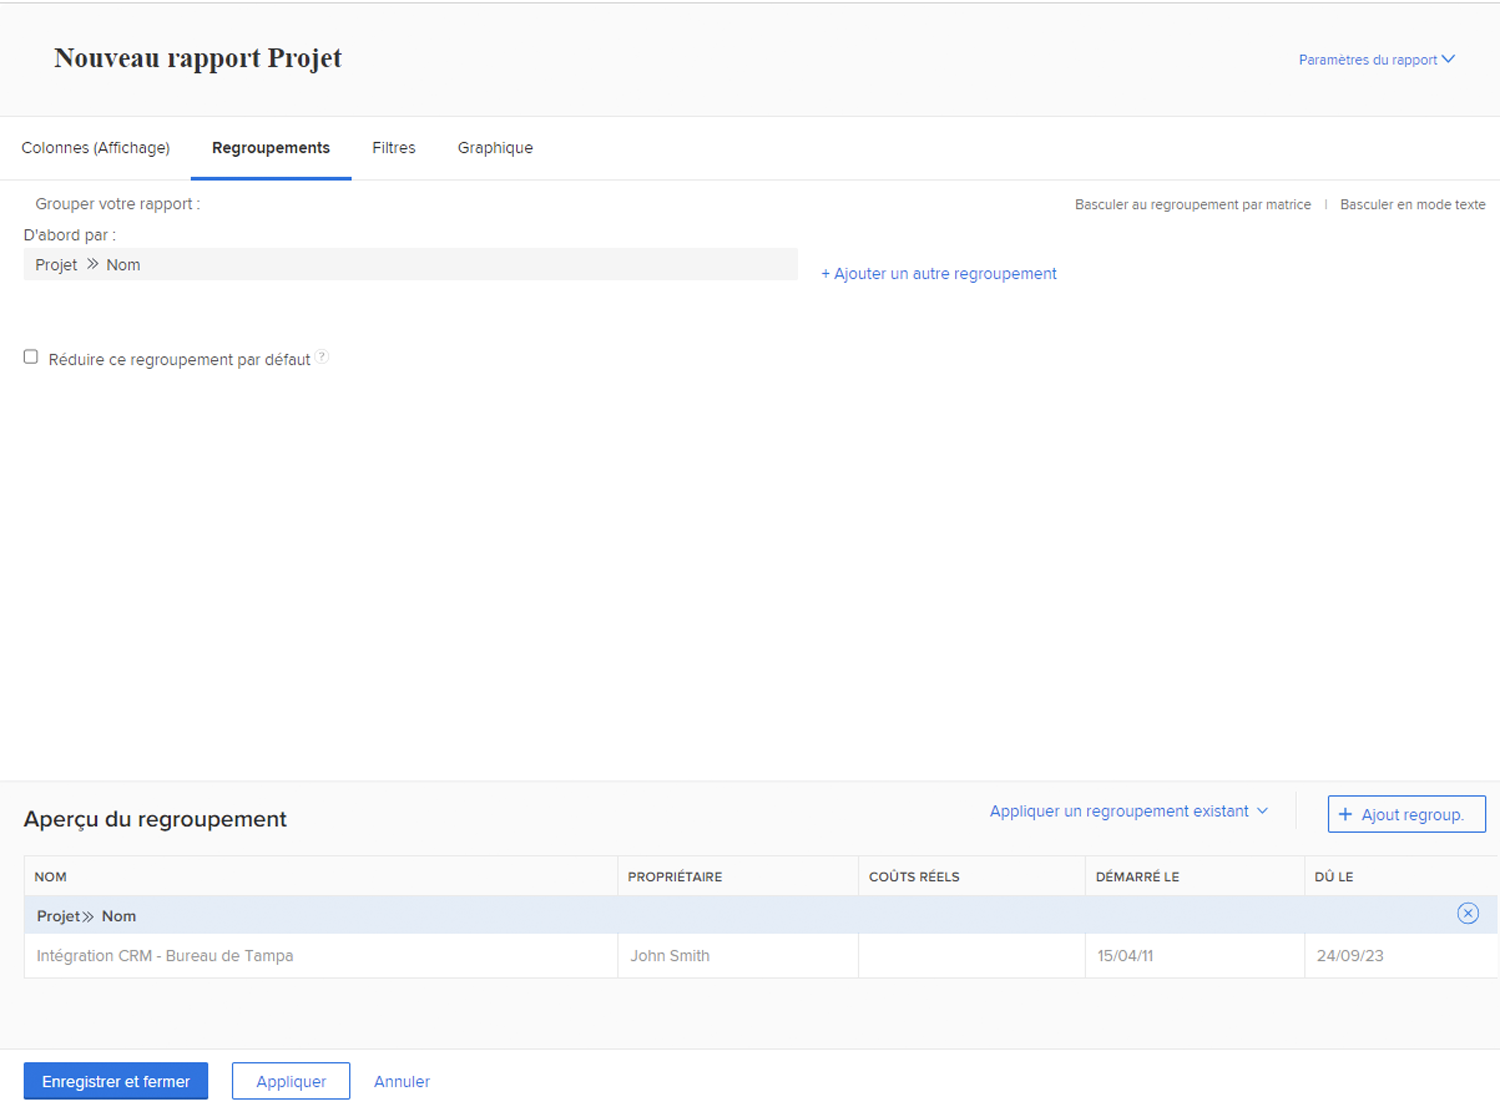 Nouveau rapport Projet
Paramètres du rapport
Colonnes (Affichage) Regroupements Filtres Graphique
Grouper votre rapport :
Basculer au regroupement par matrice | Basculer en mode texte
D'abord par :
Projet » Nom
+ Ajouter un autre regroupement
Réduire ce regroupement par défaut ?
Aperçu du regroupement
Appliquer un regroupement existant
+ Ajout regroup.
NOM PROPRIÉTAIRE COÛTS RÉELS DÉMARRÉ LE DÛ LE
Projet» Nom
Intégration CRM - Bureau de Tampa John Smith 15/04/11 24/09/23
Enregistrer et fermer Appliquer Annuler